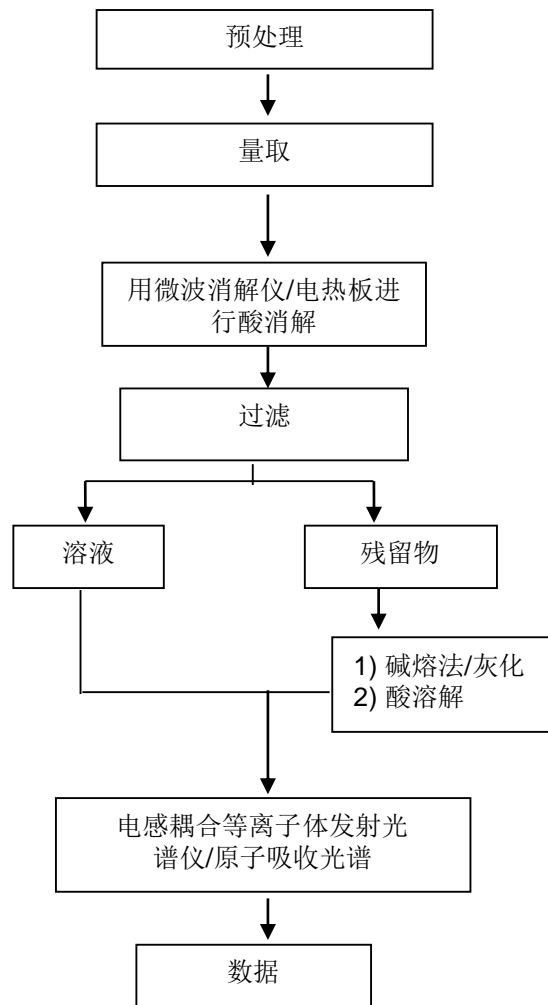 预处理
量取
用微波消解仪/电热板进
行酸消解
过滤
溶液
残留物
1) 碱熔法/灰化
2) 酸溶解
电感耦合等离子体发射光
谱仪/原子吸收光谱
数据